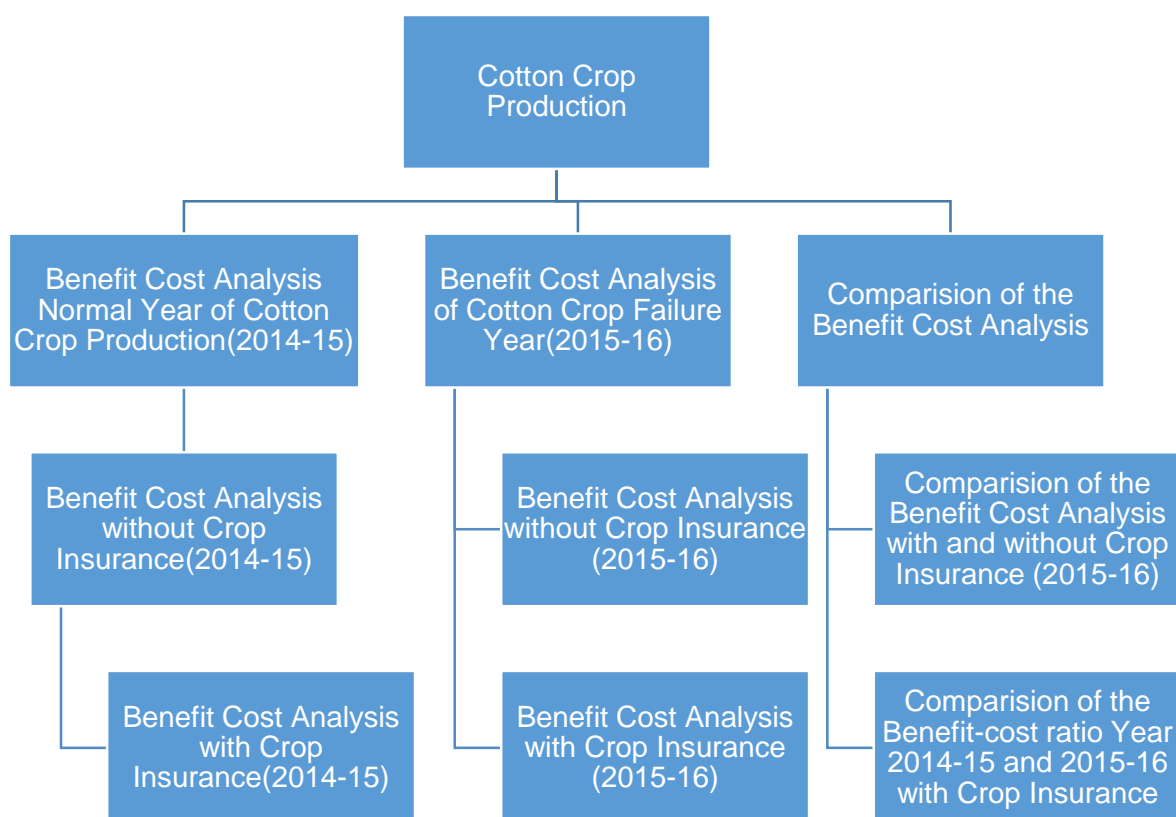 Cotton Crop
Production
Benefit Cost Analysis
Normal Year of Cotton
Crop Production(2014-15)
Benefit Cost Analysis
of Cotton Crop Failure
Year(2015-16)
Comparision of the
Benefit Cost Analysis
Benefit Cost Analysis
without Crop
Insurance(2014-15)
Benefit Cost Analysis
without Crop Insurance
(2015-16)
Comparision of the
Benefit Cost Analysis
with and without Crop
Insurance (2015-16)
Benefit Cost Analysis
with Crop
Insurance(2014-15)
Benefit Cost Analysis
with Crop Insurance
(2015-16)
Comparision of the
Benefit-cost ratio Year
2014-15 and 2015-16
with Crop Insurance